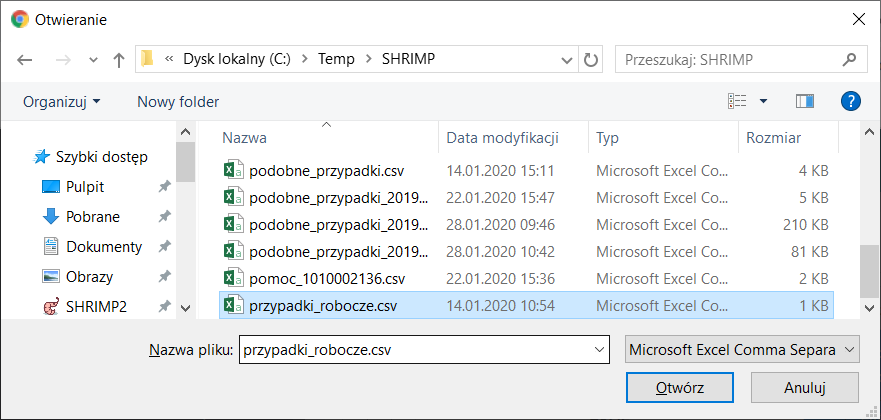 Otwieranie
« Dysk lokalny (C:) > Temp > SHRIMP
Przeszukaj: SHRIMP
Organizuj
Nowy folder
?
Szybki dostęp
Pulpit
Pobrane
Dokumenty
Obrazy
SHRIMP2
Nazwa Data modyfikacji Typ Rozmiar
podobne_przypadki.csv 14.01.2020 15:11 Microsoft Excel Co... 4 KB
podobne_przypadki_2019... 22.01.2020 15:47 Microsoft Excel Co... 5 KB
podobne_przypadki_2019... 28.01.2020 09:46 Microsoft Excel Co... 210 KB
podobne_przypadki_2019... 28.01.2020 10:42 Microsoft Excel Co... 81 KB
pomoc_1010002136.csv 22.01.2020 15:36 Microsoft Excel Co... 2 KB
przypadki_robocze.csv 14.01.2020 10:54 Microsoft Excel Co... 1 KB
Nazwa pliku: przypadki_robocze.csv
Microsoft Excel Comma Separa
Otwórz
Anuluj